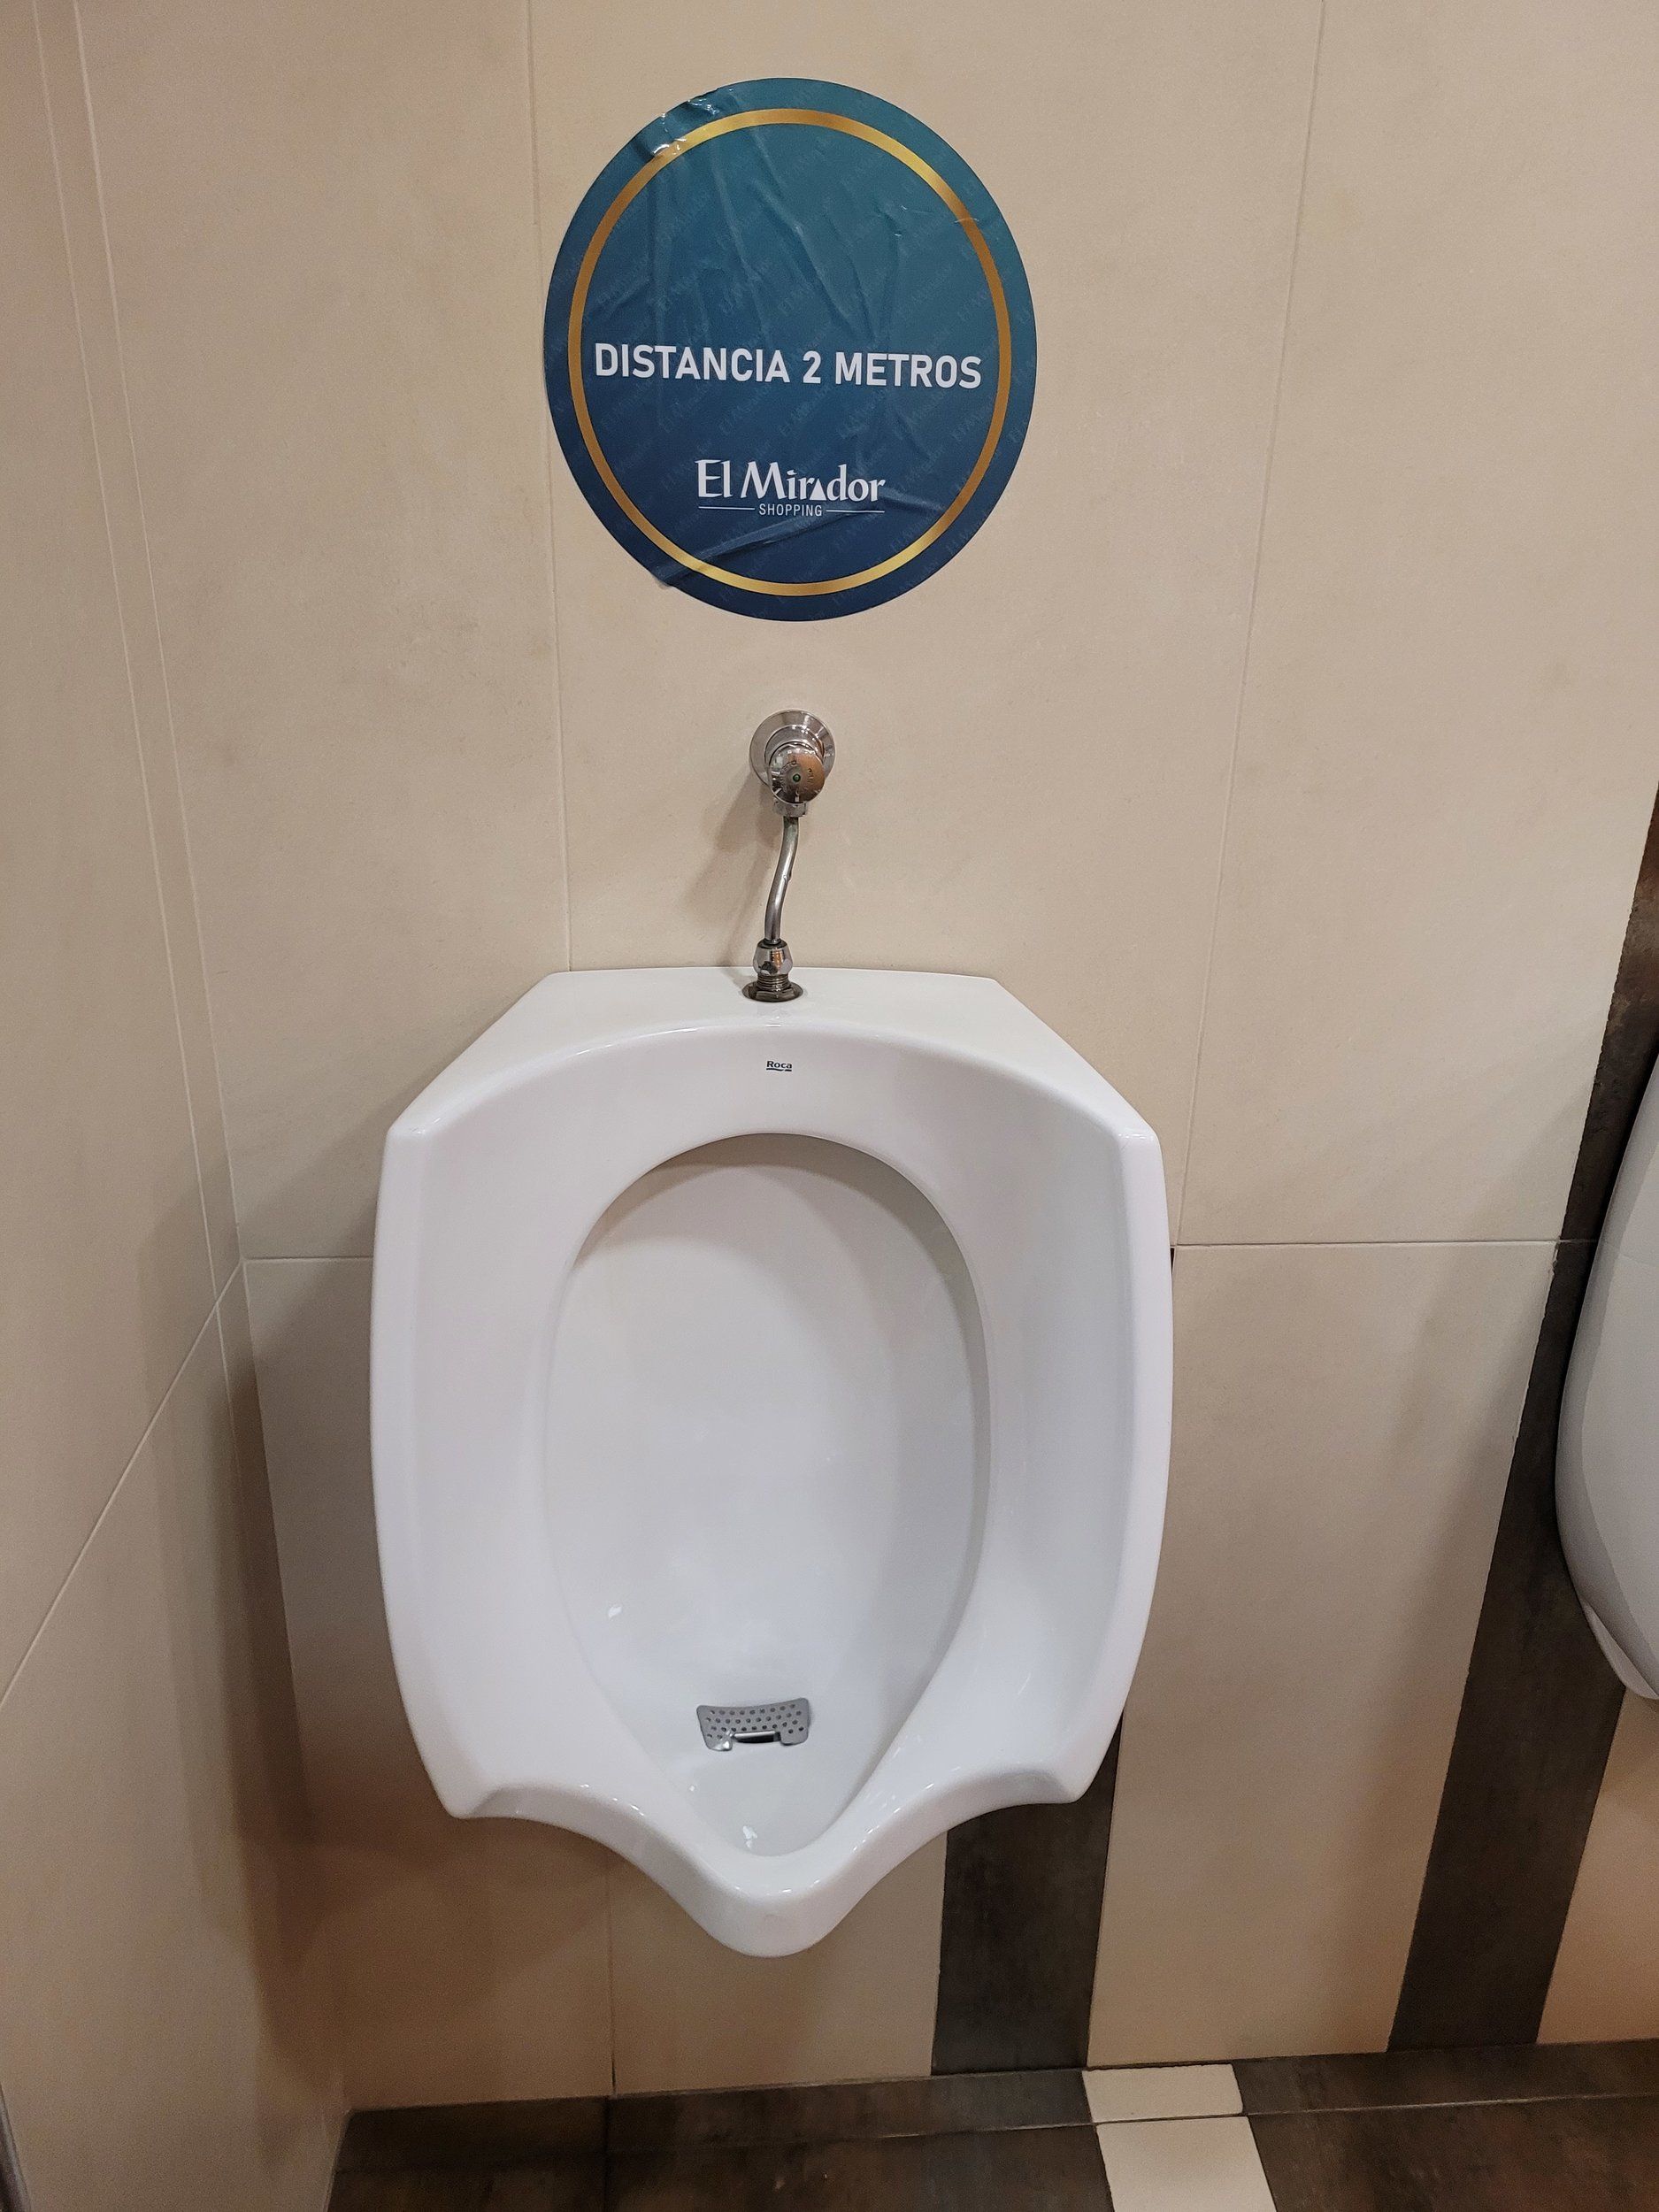 DISTANCIA 2 METROS
El Mirador
SHOPPING
Roca